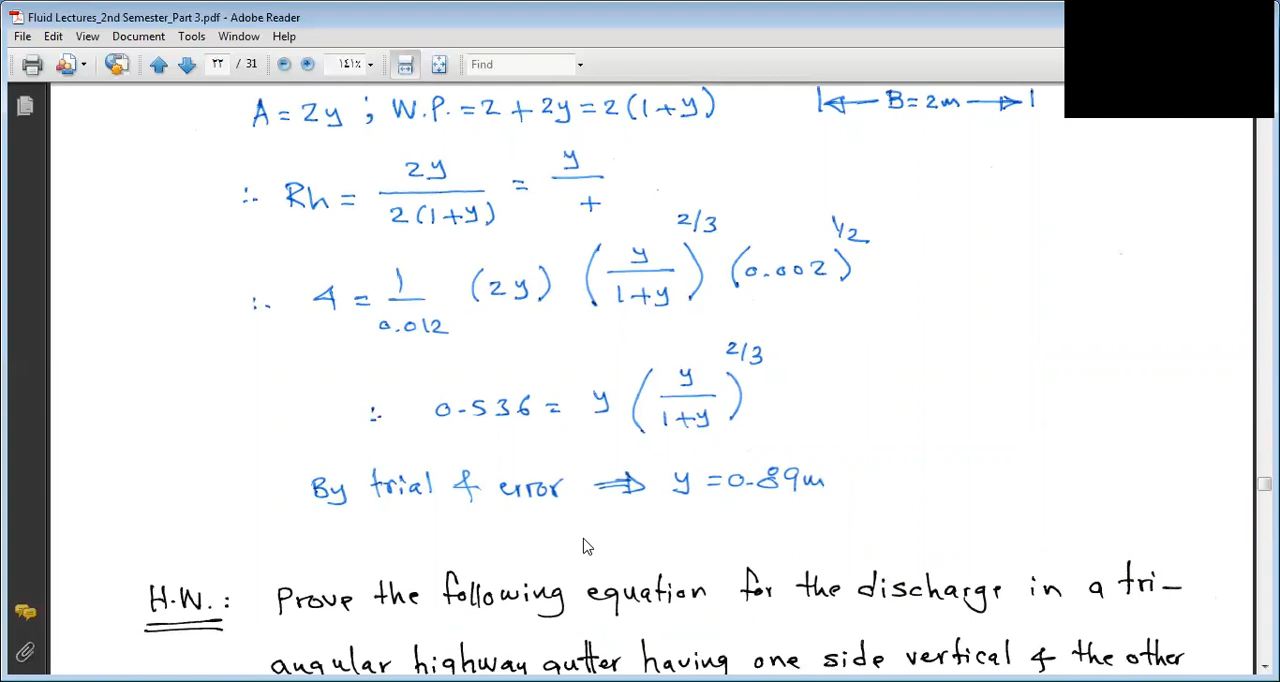 Fluid Lectures_2nd Semester_Part 3.pdf - Adobe Reader
File Edit View Document Tools Window Help
٢٢ / 31 ١٤١٪ Find
A = 2y ; W.P. = 2 + 2y = 2(1+y) B = 2m
∴ Rh = 2y / 2(1+y) = y / +
∴ 4 = 1/0.012 (2y) (y/1+y)^2/3 (0.002)^1/2
∴ 0.536 = y (y/1+y)^2/3
By trial & error ⟹ y = 0.89m
H.W.: Prove the following equation for the discharge in a tri-
angular highway gutter having one side vertical & the other